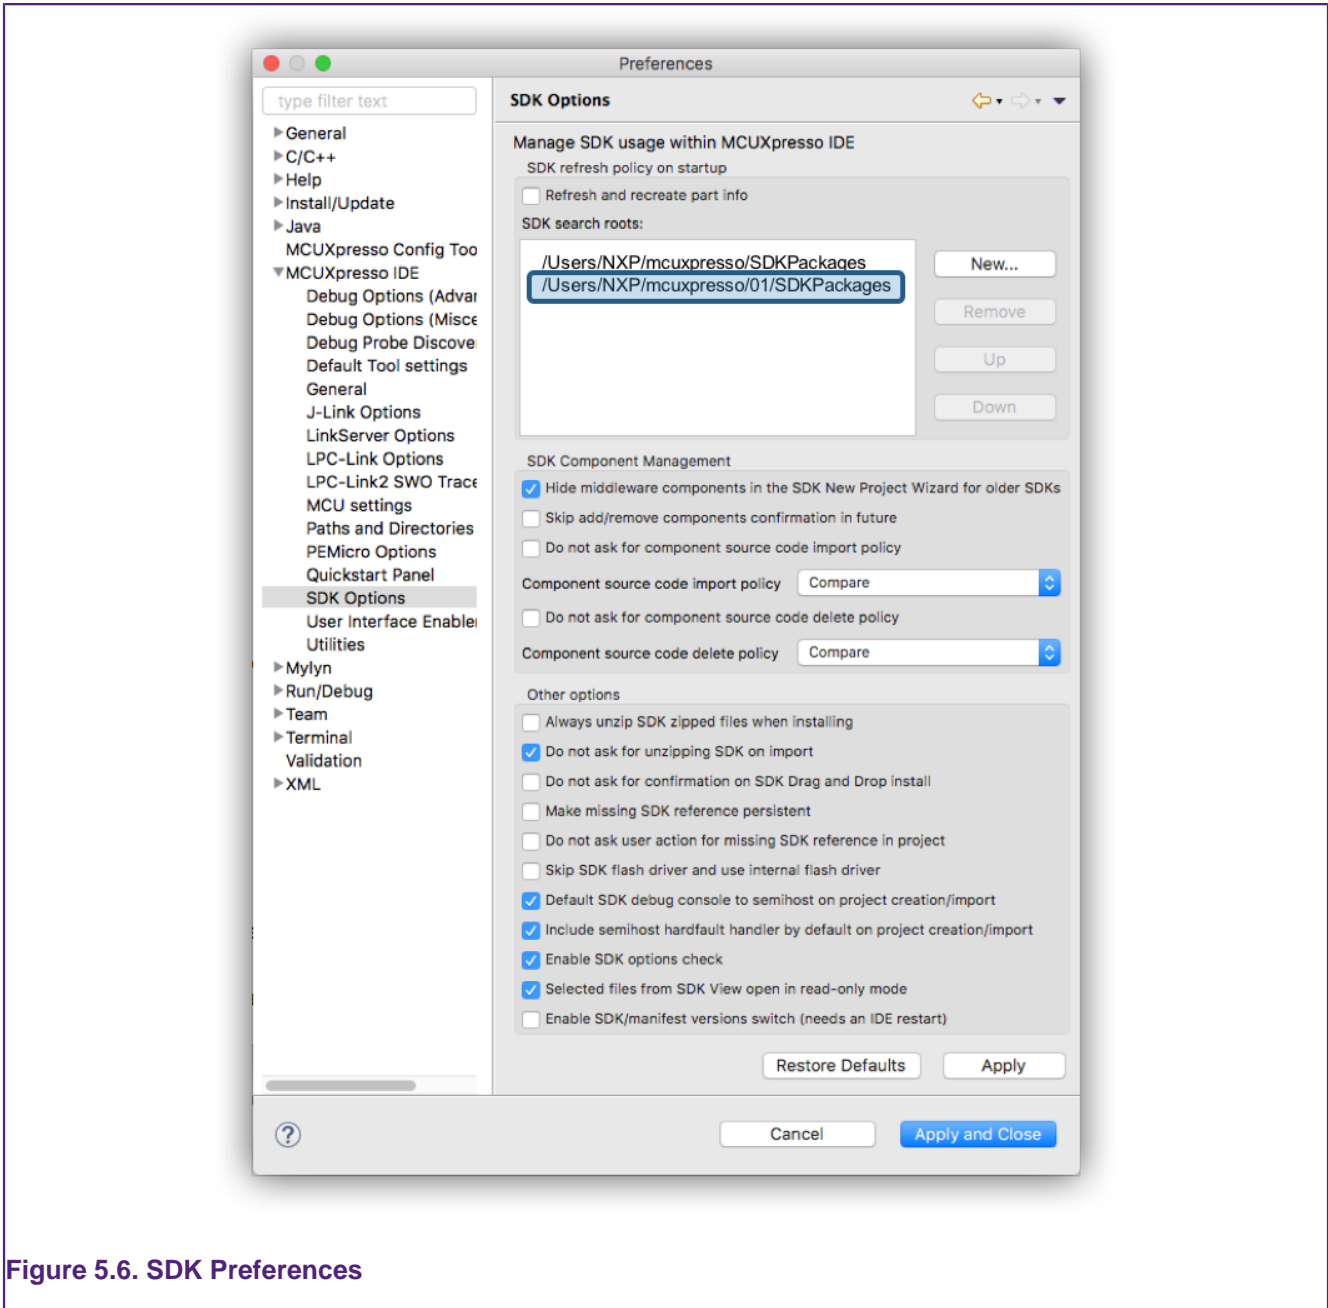 Preferences
type filter text
General
C/C++
Help
Install/Update
Java
MCUXpresso Config Too
MCUXpresso IDE
Debug Options (Advar
Debug Options (Misce
Debug Probe Discove
Default Tool settings
General
J-Link Options
LinkServer Options
LPC-Link Options
LPC-Link2 SWO Trace
MCU settings
Paths and Directories
PEMicro Options
Quickstart Panel
SDK Options
User Interface Enable
Utilities
Mylyn
Run/Debug
Team
Terminal
Validation
XML
SDK Options
Manage SDK usage within MCUXpresso IDE
SDK refresh policy on startup
Refresh and recreate part info
SDK search roots:
/Users/NXP/mcuxpresso/SDKPackages
/Users/NXP/mcuxpresso/01/SDKPackages
New...
Remove
Up
Down
SDK Component Management
Hide middleware components in the SDK New Project Wizard for older SDKs
Skip add/remove components confirmation in future
Do not ask for component source code import policy
Component source code import policy Compare
Do not ask for component source code delete policy
Component source code delete policy Compare
Other options
Always unzip SDK zipped files when installing
Do not ask for unzipping SDK on import
Do not ask for confirmation on SDK Drag and Drop install
Make missing SDK reference persistent
Do not ask user action for missing SDK reference in project
Skip SDK flash driver and use internal flash driver
Default SDK debug console to semihost on project creation/import
Include semihost hardfault handler by default on project creation/import
Enable SDK options check
Selected files from SDK View open in read-only mode
Enable SDK/manifest versions switch (needs an IDE restart)
Restore Defaults Apply
? Cancel Apply and Close
Figure 5.6. SDK Preferences